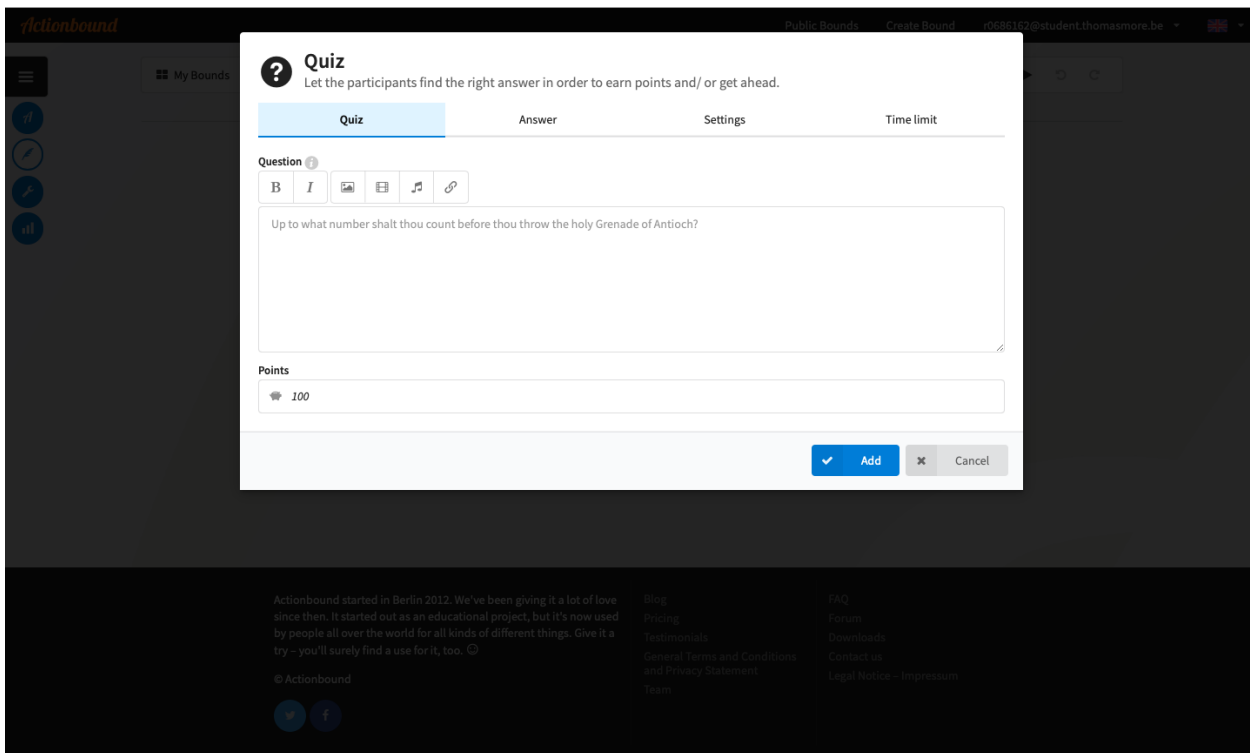 Actionbound
Public Bounds
Create Bound
r0686162@student.thomasmore.be
My Bounds
Quiz
Let the participants find the right answer in order to earn points and/ or get ahead.
Quiz
Answer
Settings
Time limit
Question
B
I
Up to what number shalt thou count before thou throw the holy Grenade of Antioch?
Points
100
Add
Cancel
Actionbound started in Berlin 2012. We've been giving it a lot of love
since then. It started out as an educational project, but it's now used
by people all over the world for all kinds of different things. Give it a
try – you'll surely find a use for it, too. ☺
© Actionbound
Blog
Pricing
Testimonials
General Terms and Conditions
and Privacy Statement
Team
FAQ
Forum
Downloads
Contact us
Legal Notice – Impressum